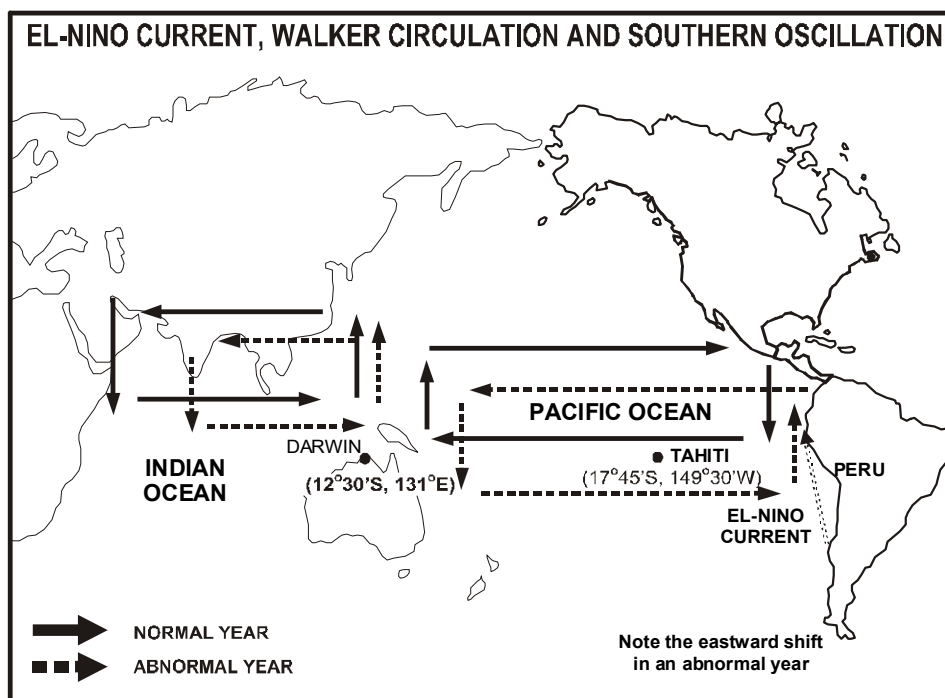 EL-NINO CURRENT, WALKER CIRCULATION AND SOUTHERN OSCILLATION
PACIFIC OCEAN
DARWIN
(12°30'S, 131°E)
INDIAN
OCEAN
TAHITI
(17°45'S, 149°30'W)
PERU
EL-NINO
CURRENT
NORMAL YEAR
ABNORMAL YEAR
Note the eastward shift
in an abnormal year